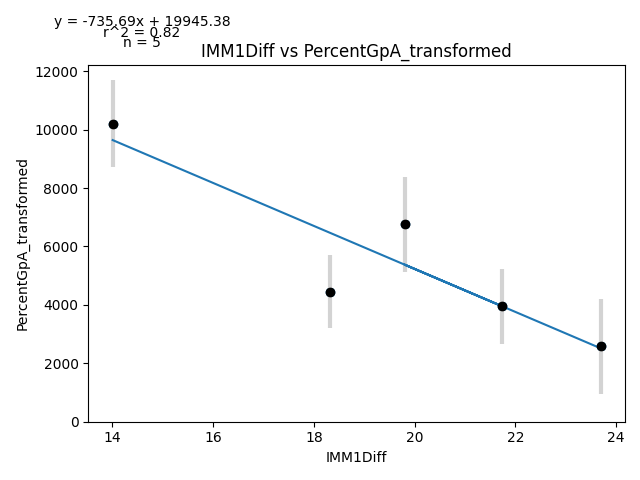 y = -735.69x + 19945.38
r^2 = 0.82
n = 5
IMM1Diff vs PercentGpA_transformed
12000
10000
8000
6000
4000
2000
0
PercentGpA_transformed
14 16 18 20 22 24
IMM1Diff